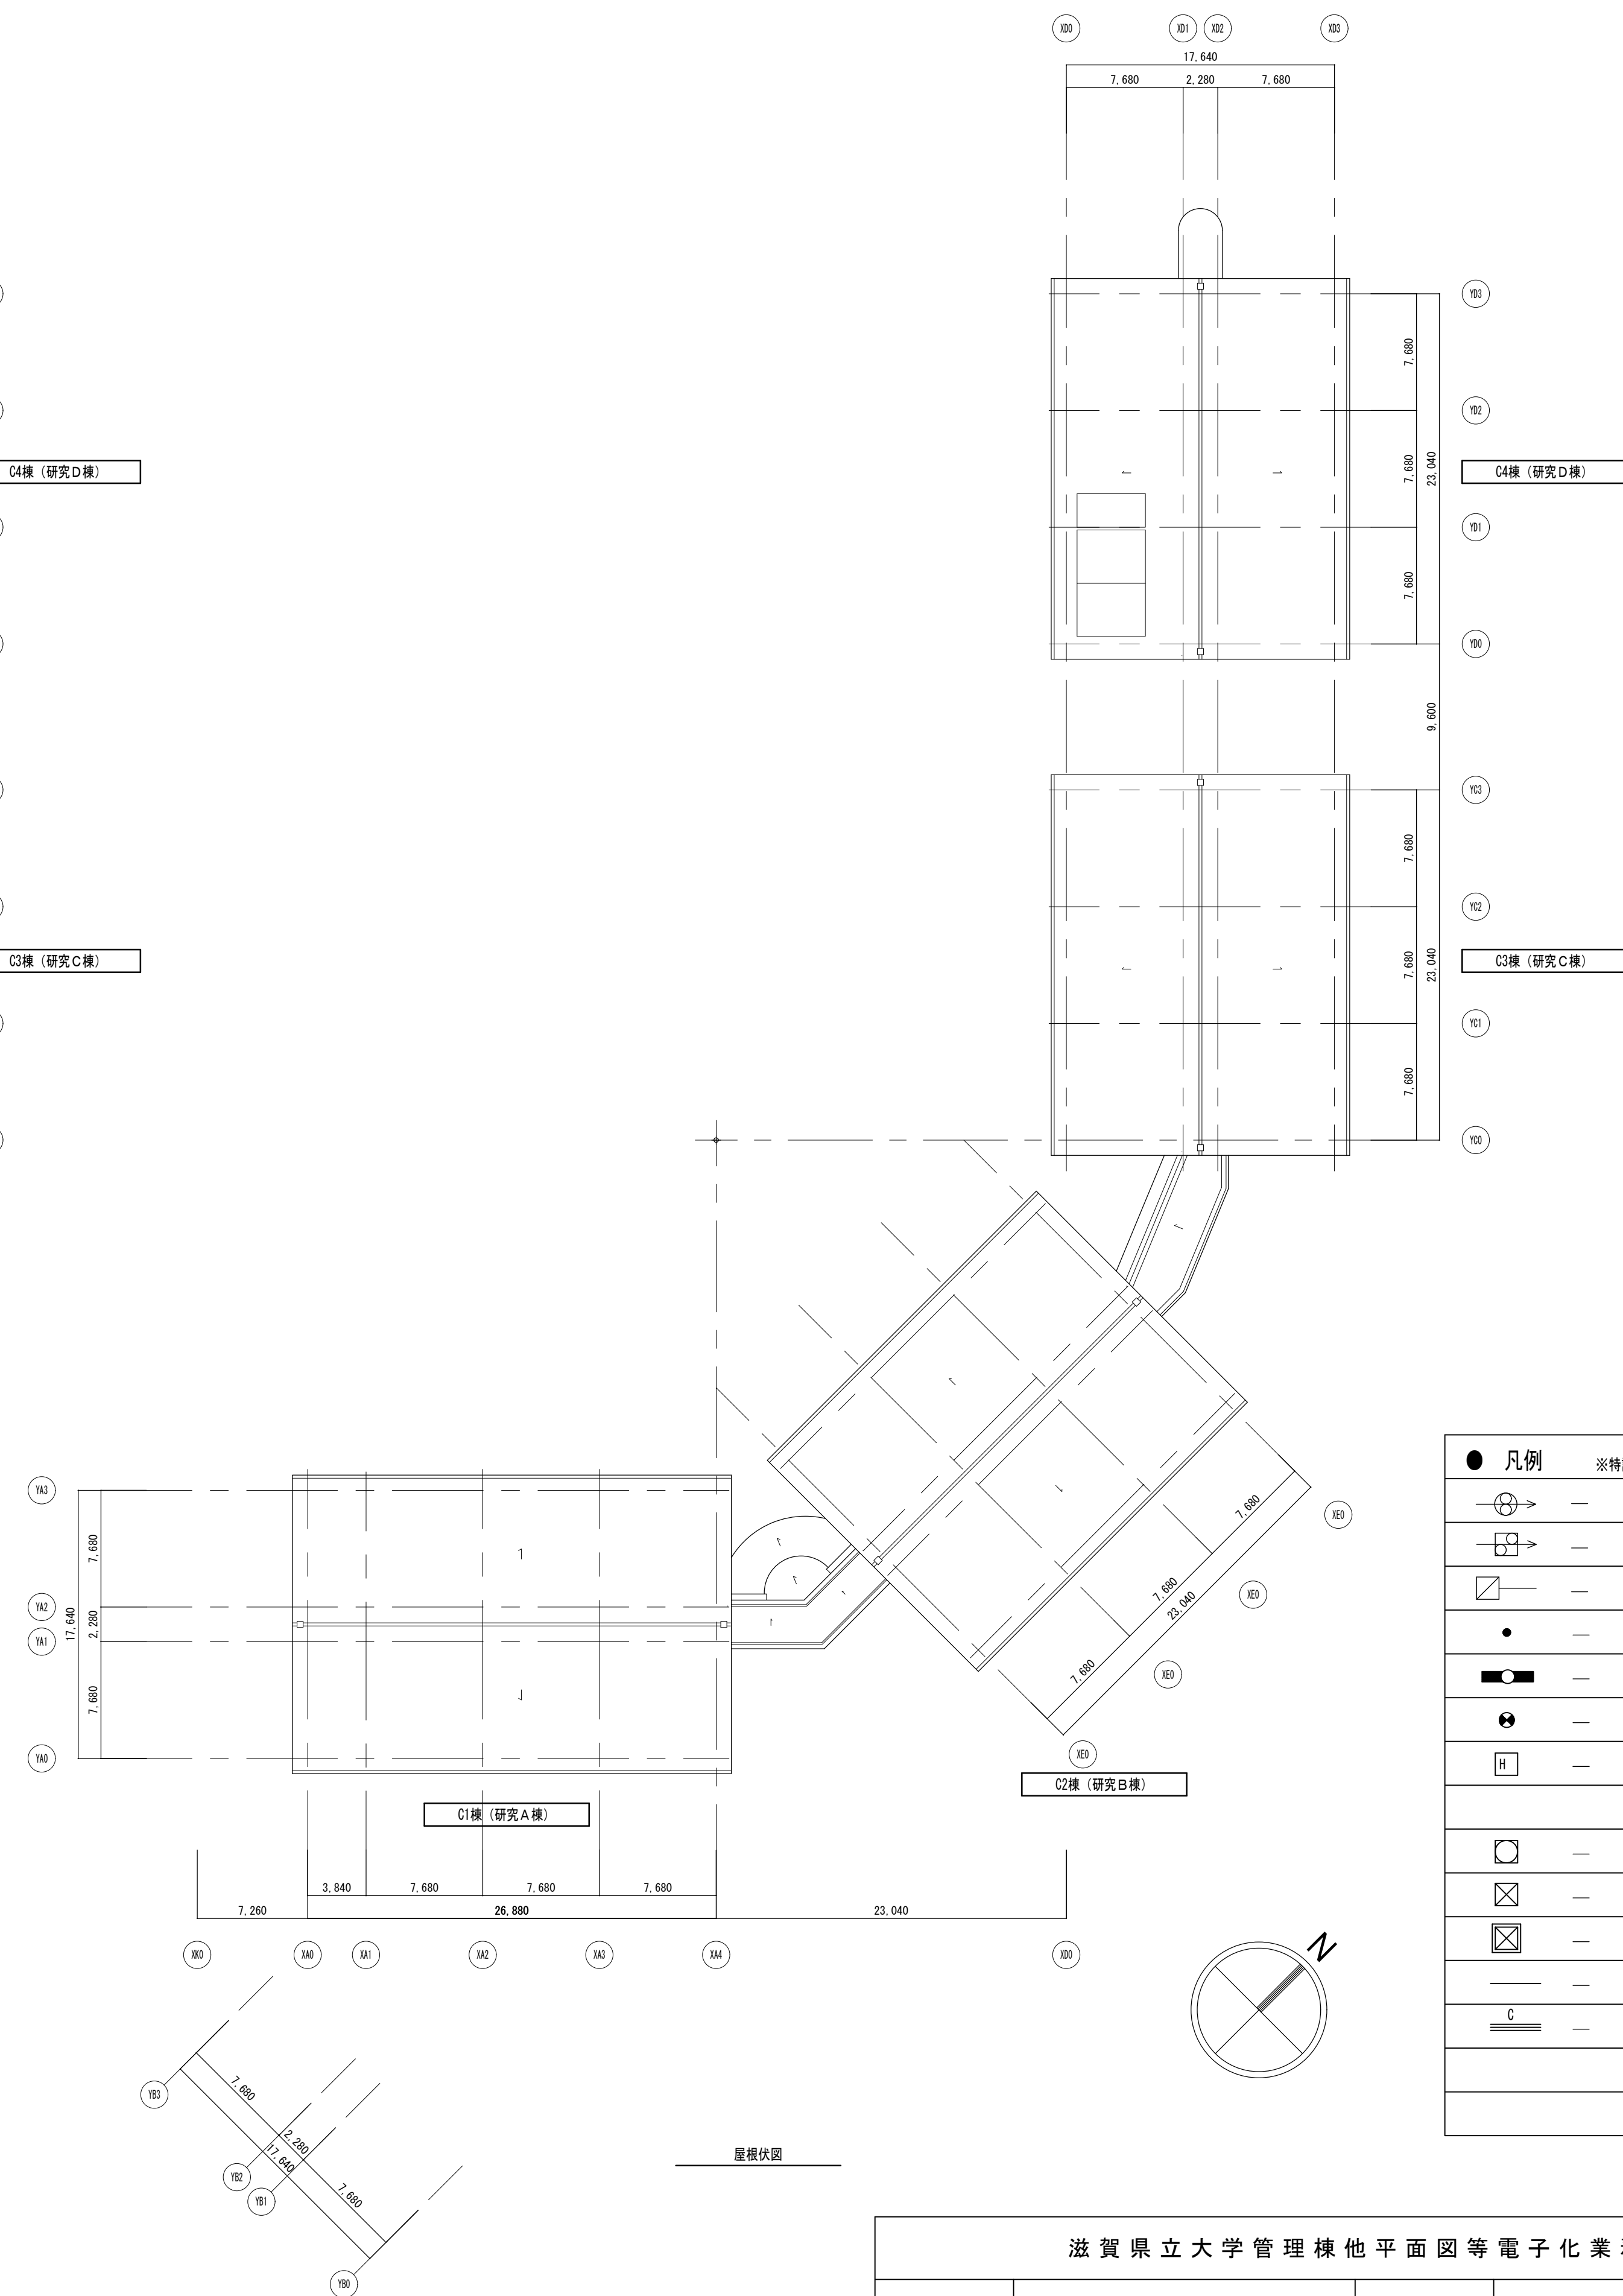 XD0 XD1 XD2 XD3
17,640
7,680 2,280 7,680
YD3
7,680
YD2
C4棟（研究Ｄ棟）
7,680 23,040
C4棟（研究Ｄ棟）
YD1
7,680
YD0
9,600
YC3
7,680
YC2
C3棟（研究Ｃ棟）
7,680 23,040
C3棟（研究Ｃ棟）
YC1
7,680
YC0
● 凡例
YA3
7,680
YA2
17,640 2,280
YA1
7,680
YA0
7,680 XE0
7,680 XE0
23,040
7,680 XE0
XE0
H
C2棟（研究Ｂ棟）
C1棟（研究Ａ棟）
3,840 7,680 7,680 7,680
7,260 26,880 23,040
XK0 XA0 XA1 XA2 XA3 XA4 XD0
N
C
YB3 7,680
2,280
17,640
YB2
YB1 7,680
YB0
屋根伏図
滋賀県立大学管理棟他平面図等電子化業